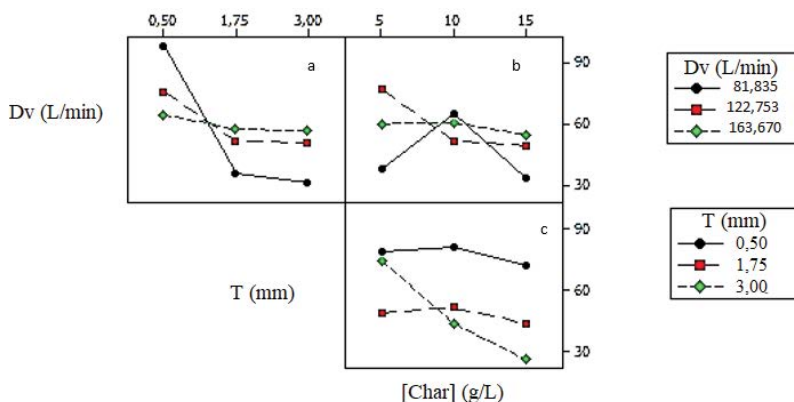 0,50 1,75 3,00 5 10 15
a b 90
Dv (L/min) 60
30
Dv (L/min)
81,835
122,753
163,670
c 90
T (mm) 60
30
T (mm)
0,50
1,75
3,00
[Char] (g/L)